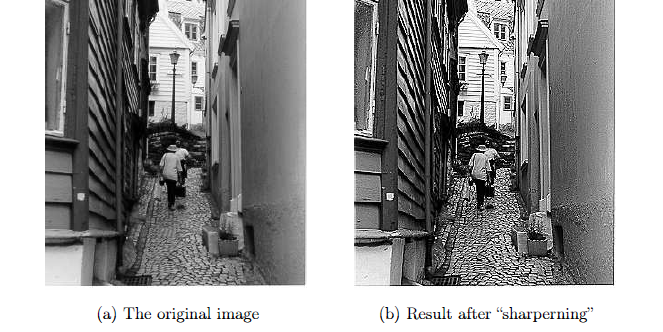 (a) The original image
(b) Result after “sharperning”